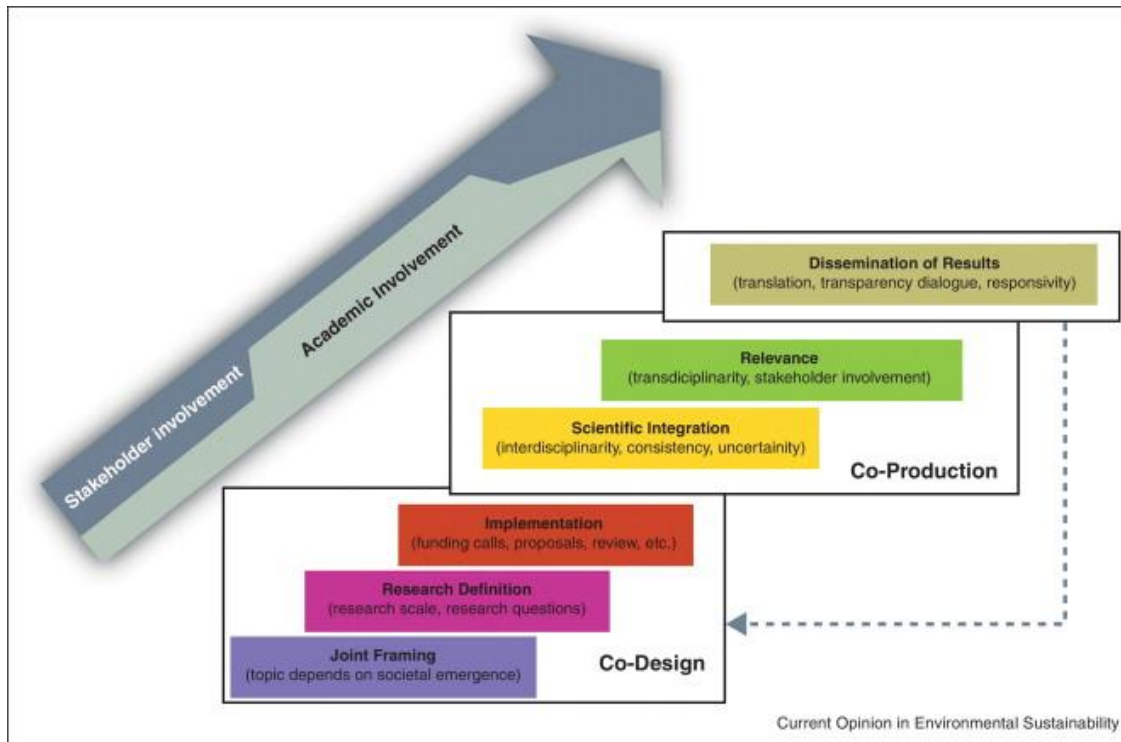 Stakeholder involvement
Academic Involvement
Dissemination of Results
(translation, transparency dialogue, responsivity)
Relevance
(transdiciplinarity, stakeholder involvement)
Scientific Integration
(interdisciplinarity, consistency, uncertainity)
Co-Production
Implementation
(funding calls, proposals, review, etc.)
Research Definition
(research scale, research questions)
Joint Framing
(topic depends on societal emergence)
Co-Design
Current Opinion in Environmental Sustainability